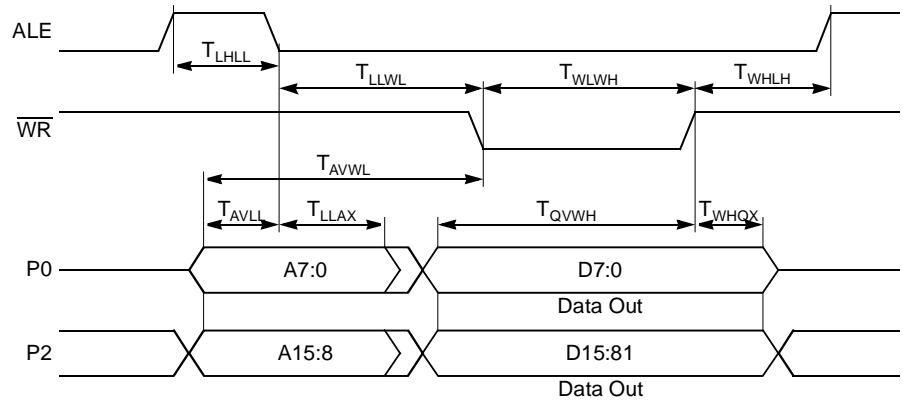 ALE
TLHLL
TLLWL
TWLWH
TWHLH
WR
TAVWL
TAVLL
TLLAX
TQVWH
TWHQX
P0
A7:0
D7:0
Data Out
P2
A15:8
D15:81
Data Out